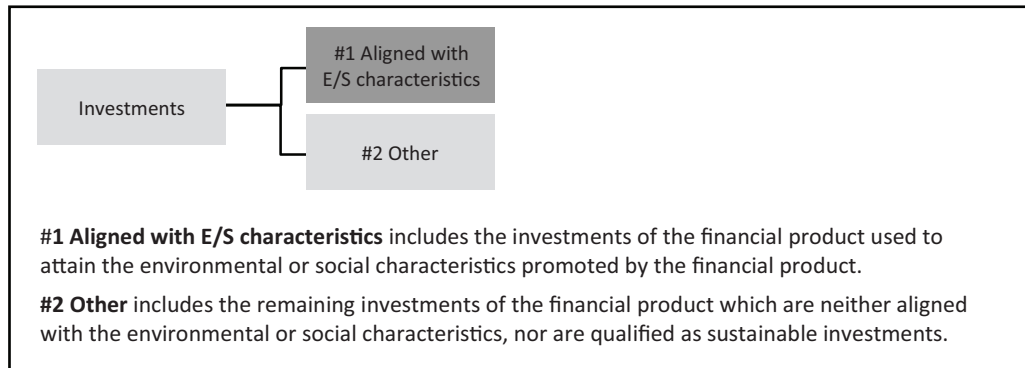 #1 Aligned with
E/S characteristics
Investments
#2 Other
#1 Aligned with E/S characteristics includes the investments of the financial product used to
attain the environmental or social characteristics promoted by the financial product.
#2 Other includes the remaining investments of the financial product which are neither aligned
with the environmental or social characteristics, nor are qualified as sustainable investments.